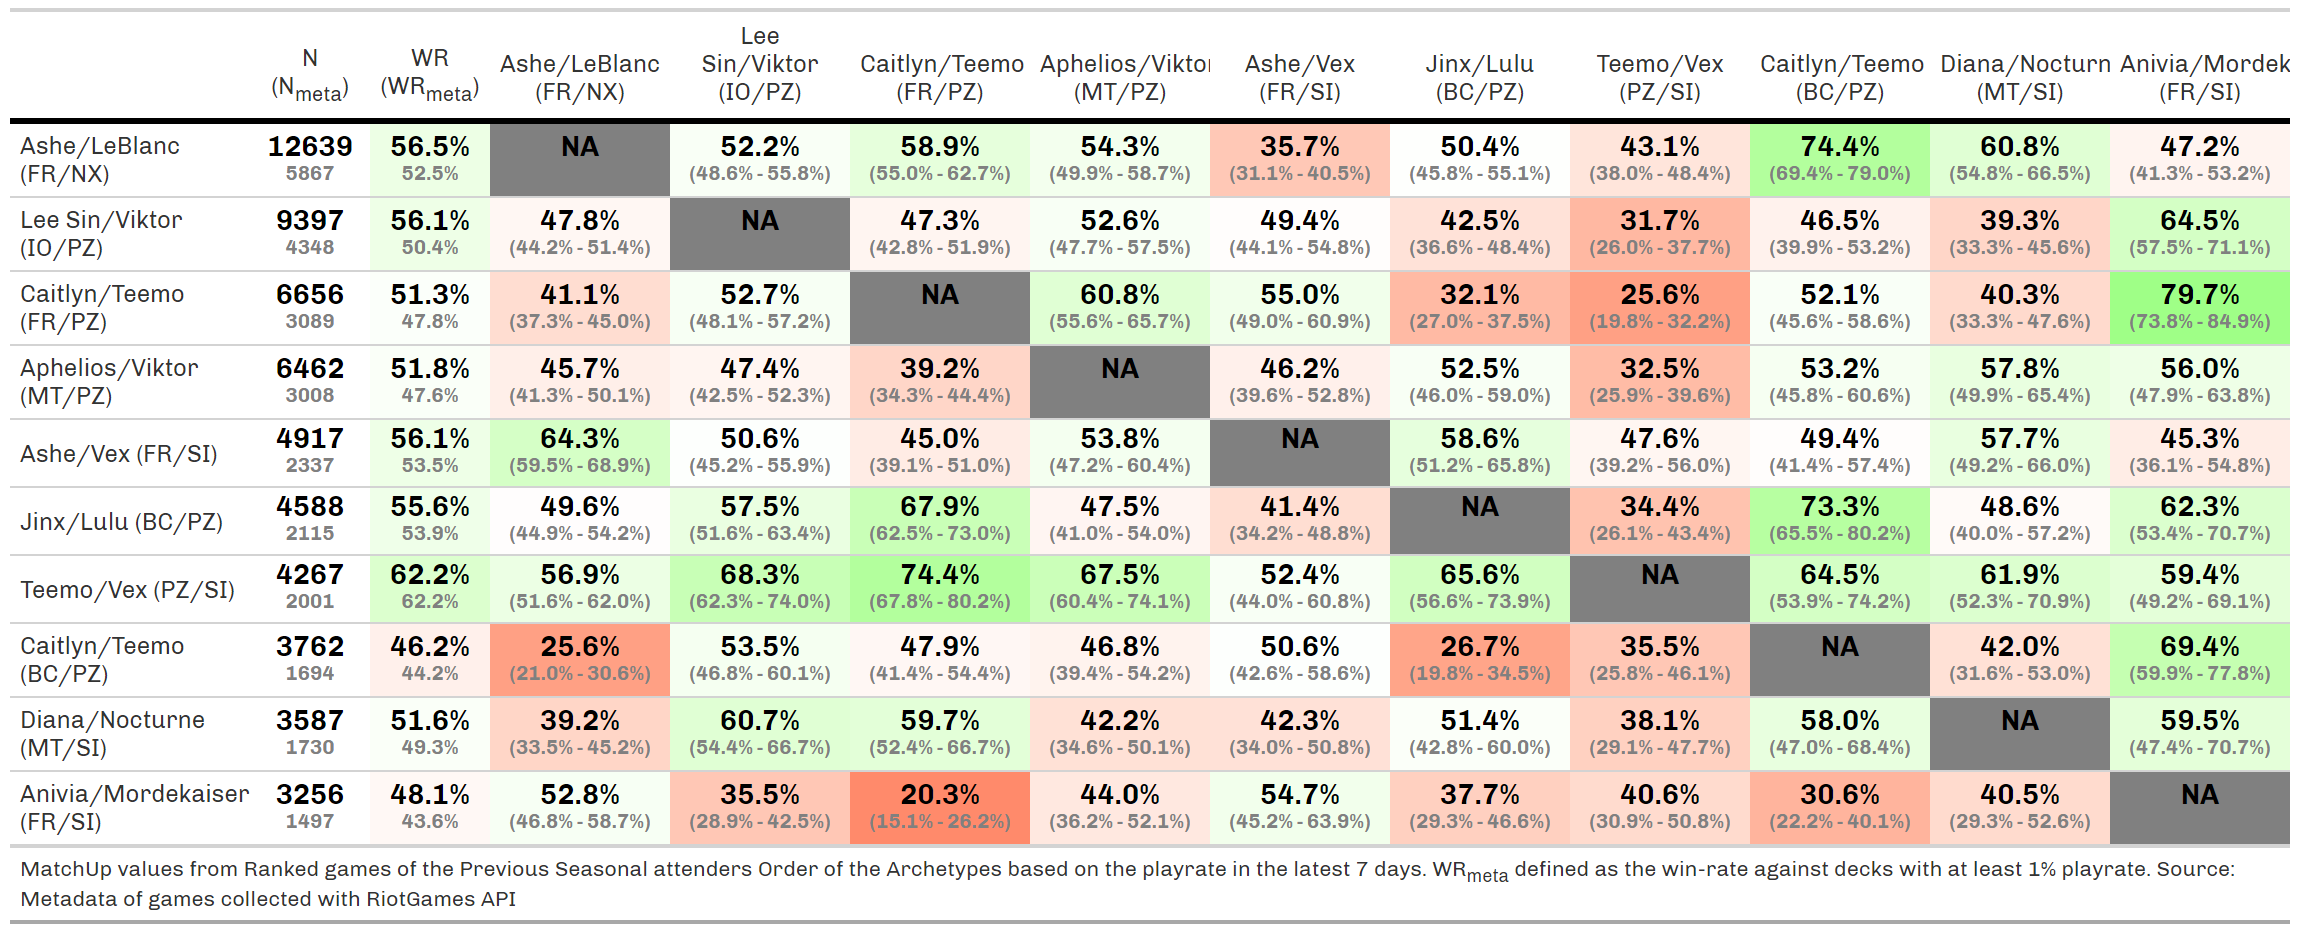 N (Nmeta) WR (WRmeta) Ashe/LeBlanc (FR/NX) Lee Sin/Viktor (IO/PZ) Caitlyn/Teemo (FR/PZ) Aphelios/Viktor (MT/PZ) Ashe/Vex (FR/SI) Jinx/Lulu (BC/PZ) Teemo/Vex (PZ/SI) Caitlyn/Teemo (BC/PZ) Diana/Nocturn (MT/SI) Anivia/Mordek (FR/SI)
Ashe/LeBlanc 12639 56.5% NA 52.2% 58.9% 54.3% 35.7% 50.4% 43.1% 74.4% 60.8% 47.2%
(FR/NX) 5867 52.5% (48.6% - 55.8%) (55.0% - 62.7%) (49.9% - 58.7%) (31.1% - 40.5%) (45.8% - 55.1%) (38.0% - 48.4%) (69.4% - 79.0%) (54.8% - 66.5%) (41.3% - 53.2%)
Lee Sin/Viktor 9397 56.1% 47.8% NA 47.3% 52.6% 49.4% 42.5% 31.7% 46.5% 39.3% 64.5%
(IO/PZ) 4348 50.4% (44.2% - 51.4%) (42.8% - 51.9%) (47.7% - 57.5%) (44.1% - 54.8%) (36.6% - 48.4%) (26.0% - 37.7%) (39.9% - 53.2%) (33.3% - 45.6%) (57.5% - 71.1%)
Caitlyn/Teemo 6656 51.3% 41.1% 52.7% NA 60.8% 55.0% 32.1% 25.6% 52.1% 40.3% 79.7%
(FR/PZ) 3089 47.8% (37.3% - 45.0%) (48.1% - 57.2%) (55.6% - 65.7%) (49.0% - 60.9%) (27.0% - 37.5%) (19.8% - 32.2%) (45.6% - 58.6%) (33.3% - 47.6%) (73.8% - 84.9%)
Aphelios/Viktor 6462 51.8% 45.7% 47.4% 39.2% NA 46.2% 52.5% 32.5% 53.2% 57.8% 56.0%
(MT/PZ) 3008 47.6% (41.3% - 50.1%) (42.5% - 52.3%) (34.3% - 44.4%) (39.6% - 52.8%) (46.0% - 59.0%) (25.9% - 39.6%) (45.8% - 60.6%) (49.9% - 65.4%) (47.9% - 63.8%)
Ashe/Vex (FR/SI) 4917 56.1% 64.3% 50.6% 45.0% 53.8% NA 58.6% 47.6% 49.4% 57.7% 45.3%
2337 53.5% (59.5% - 68.9%) (45.2% - 55.9%) (39.1% - 51.0%) (47.2% - 60.4%) (51.2% - 65.8%) (39.2% - 56.0%) (41.4% - 57.4%) (49.2% - 66.0%) (36.1% - 54.8%)
Jinx/Lulu (BC/PZ) 4588 55.6% 49.6% 57.5% 67.9% 47.5% 41.4% NA 34.4% 73.3% 48.6% 62.3%
2115 53.9% (44.9% - 54.2%) (51.6% - 63.4%) (62.5% - 73.0%) (41.0% - 54.0%) (34.2% - 48.8%) (26.1% - 43.4%) (65.5% - 80.2%) (40.0% - 57.2%) (53.4% - 70.7%)
Teemo/Vex (PZ/SI) 4267 62.2% 56.9% 68.3% 74.4% 67.5% 52.4% 65.6% NA 64.5% 61.9% 59.4%
2001 62.2% (51.6% - 62.0%) (62.3% - 74.0%) (67.8% - 80.2%) (60.4% - 74.1%) (44.0% - 60.8%) (56.6% - 73.9%) (53.9% - 74.2%) (52.3% - 70.9%) (49.2% - 69.1%)
Caitlyn/Teemo 3762 46.2% 25.6% 53.5% 47.9% 46.8% 50.6% 26.7% 35.5% NA 42.0% 69.4%
(BC/PZ) 1694 44.2% (21.0% - 30.6%) (46.8% - 60.1%) (41.4% - 54.4%) (39.4% - 54.2%) (42.6% - 58.6%) (19.8% - 34.5%) (25.8% - 46.1%) (31.6% - 53.0%) (59.9% - 77.8%)
Diana/Nocturne 3587 51.6% 39.2% 60.7% 59.7% 42.2% 42.3% 51.4% 38.1% 58.0% NA 59.5%
(MT/SI) 1730 49.3% (33.5% - 45.2%) (54.4% - 66.7%) (52.4% - 66.7%) (34.6% - 50.1%) (34.0% - 50.8%) (42.8% - 60.0%) (29.1% - 47.7%) (47.0% - 68.4%) (47.4% - 70.7%)
Anivia/Mordekaiser 3256 48.1% 52.8% 35.5% 20.3% 44.0% 54.7% 37.7% 40.6% 30.6% 40.5% NA
(FR/SI) 1497 43.6% (46.8% - 58.7%) (28.9% - 42.5%) (15.1% - 26.2%) (36.2% - 52.1%) (45.2% - 63.9%) (29.3% - 46.6%) (30.9% - 50.8%) (22.2% - 40.1%) (29.3% - 52.6%)
MatchUp values from Ranked games of the Previous Seasonal attenders Order of the Archetypes based on the playrate in the latest 7 days. WRmeta defined as the win-rate against decks with at least 1% playrate. Source:
Metadata of games collected with RiotGames API